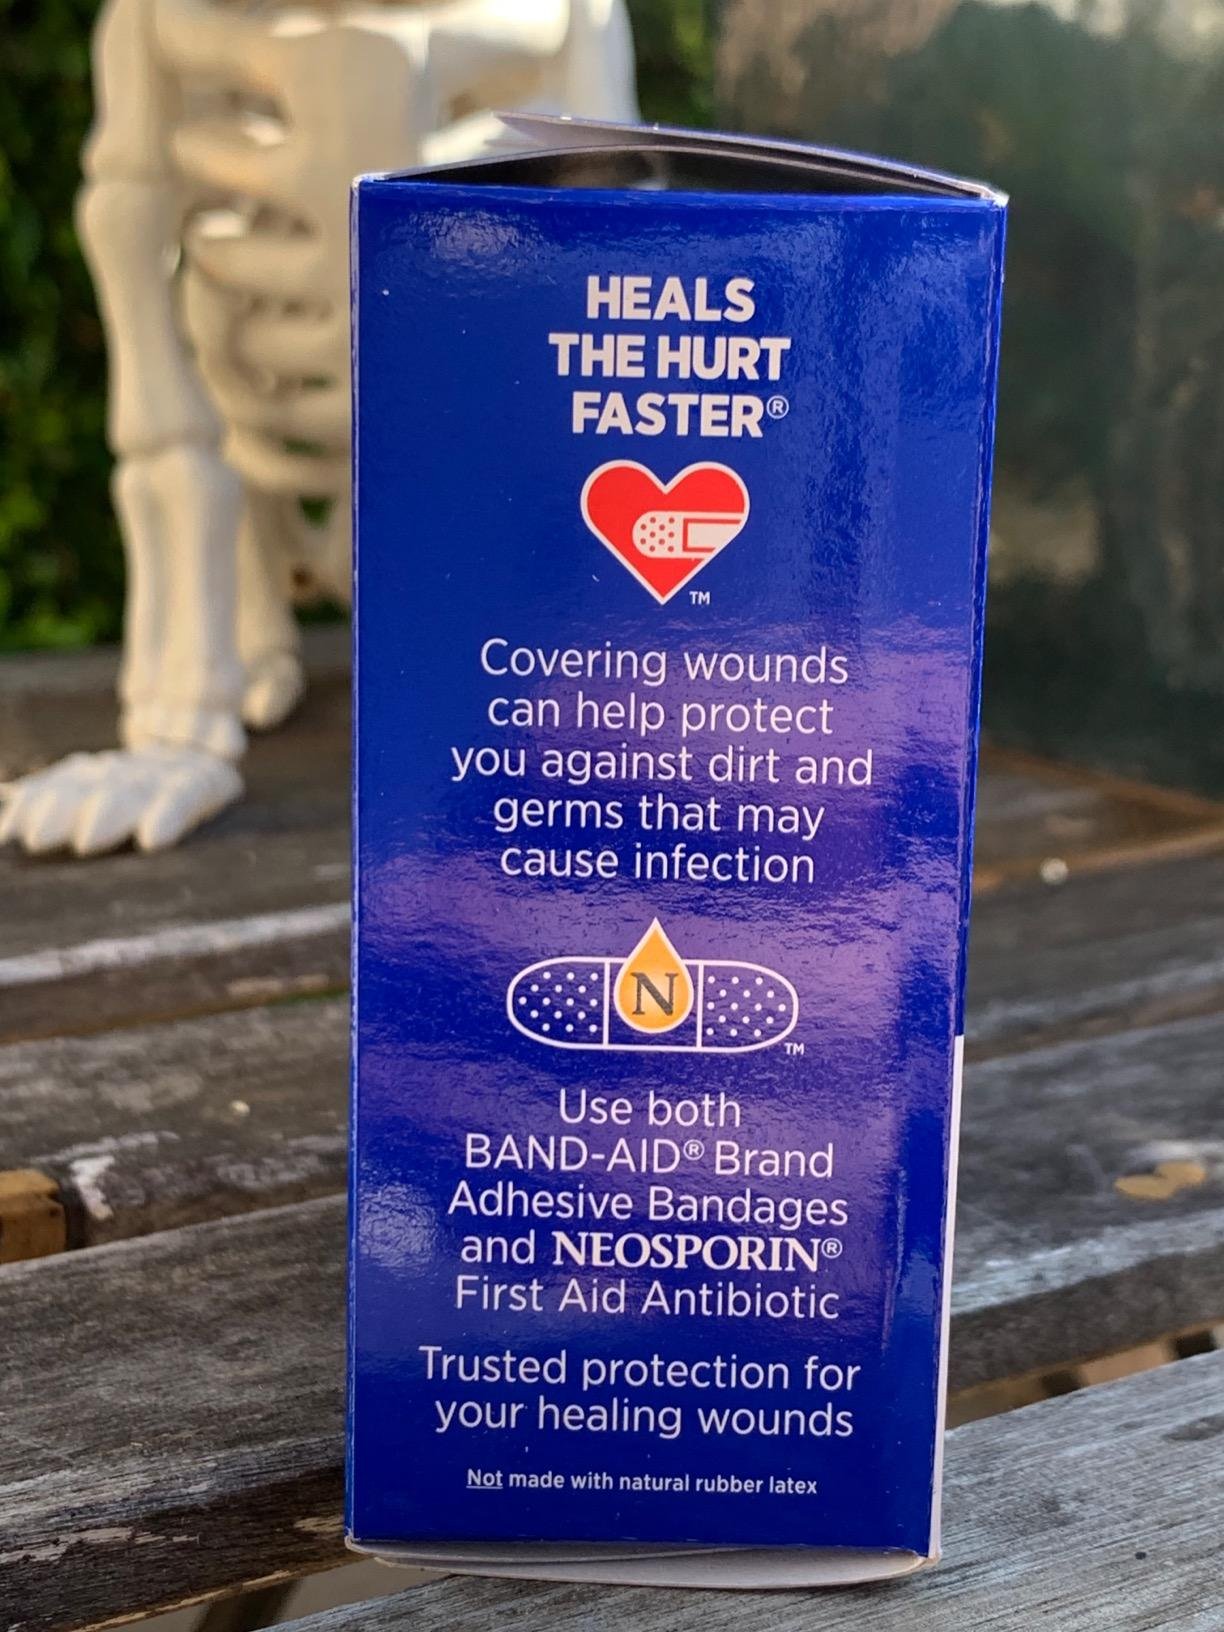 HEALS
THE HURT
FASTER®
TM
Covering wounds
can help protect
you against dirt and
germs that may
cause infection
N
TM
Use both
BAND-AID® Brand
Adhesive Bandages
and NEOSPORIN®
First Aid Antibiotic
Trusted protection for
your healing wounds
Not made with natural rubber latex